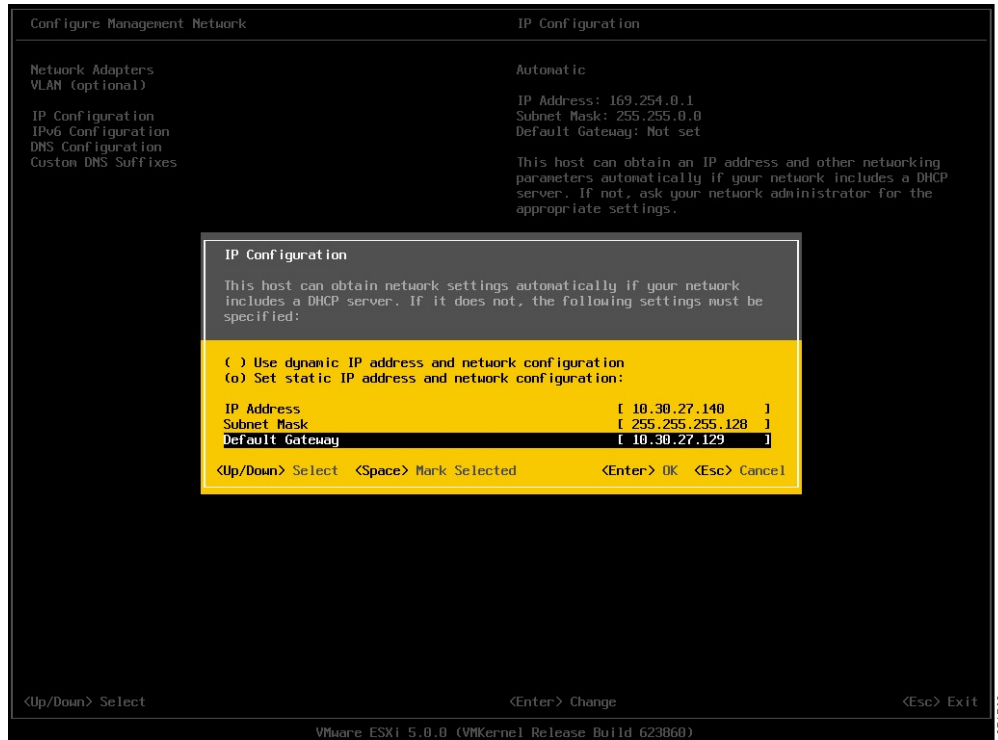 Configure Management Network
IP Configuration
Network Adapters
VLAN (optional)
IP Configuration
IPv6 Configuration
DNS Configuration
Custom DNS Suffixes
Automatic
IP Address: 169.254.0.1
Subnet Mask: 255.255.0.0
Default Gateway: Not set
This host can obtain an IP address and other networking
parameters automatically if your network includes a DHCP
server. If not, ask your network administrator for the
appropriate settings.
IP Configuration
This host can obtain network settings automatically if your network
includes a DHCP server. If it does not, the following settings must be
specified:
( ) Use dynamic IP address and network configuration
(o) Set static IP address and network configuration:
IP Address [ 10.30.27.140 ]
Subnet Mask [ 255.255.255.128 ]
Default Gateway [ 10.30.27.129 ]
<Up/Down> Select <Space> Mark Selected <Enter> OK <Esc> Cancel
<Up/Down> Select <Enter> Change <Esc> Exit
VMware ESXi 5.0.0 (VMKernel Release Build 623860)